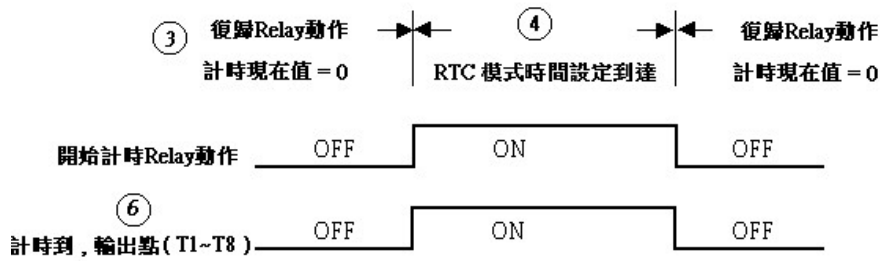 ③ 復歸Relay動作 ④ 復歸Relay動作
計時現在值 = 0 RTC 模式時間設定到達 計時現在值 = 0
開始計時Relay動作 OFF ON OFF
⑥
計時到 , 輸出點( T1~T8 ) OFF ON OFF